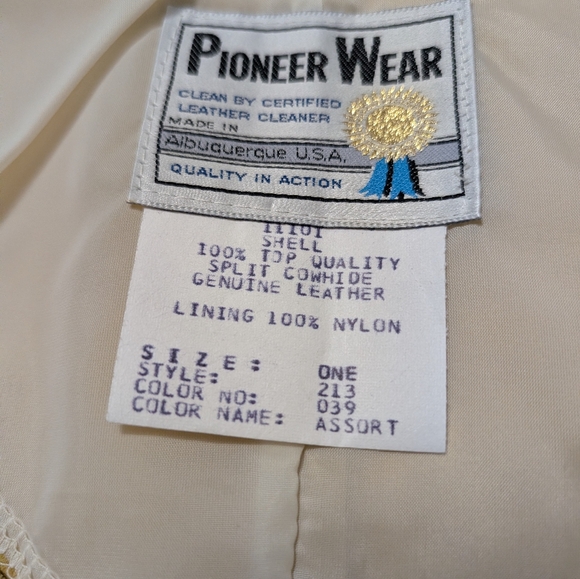 PIONEER WEAR
CLEAN BY CERTIFIED
LEATHER CLEANER
MADE IN
Albuquerque U.S.A.
QUALITY IN ACTION
SHELL
100% TOP QUALITY
SPLIT COWHIDE
GENUINE LEATHER
LINING 100% NYLON
SIZE: ONE
STYLE: 213
COLOR NO: 039
COLOR NAME: ASSORT